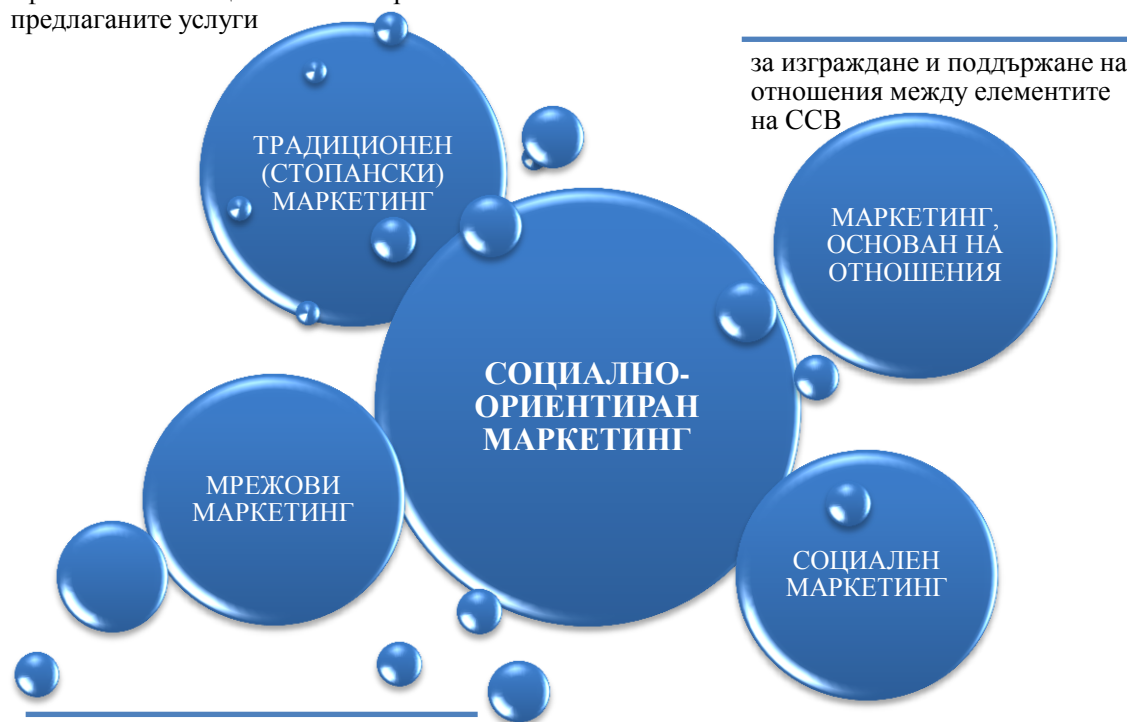 предлаганите услуги
за изграждане и поддържане на
отношения между елементите
на ССВ
ТРАДИЦИОНЕН
(СТОПАНСКИ)
МАРКЕТИНГ
МАРКЕТИНГ,
ОСНОВАН НА
ОТНОШЕНИЯ
СОЦИАЛНО-
ОРИЕНТИРАН
МАРКЕТИНГ
МРЕЖОВИ
МАРКЕТИНГ
СОЦИАЛЕН
МАРКЕТИНГ